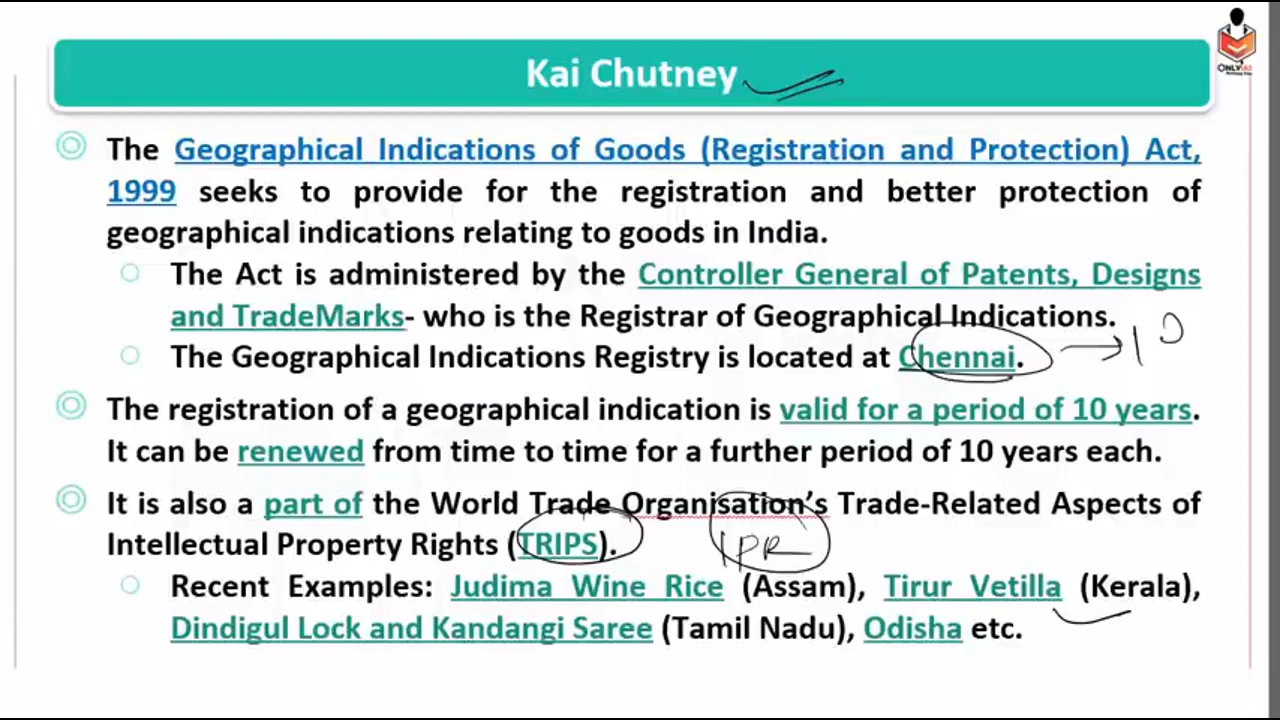 Kai Chutney
ONLYIAS
The Geographical Indications of Goods (Registration and Protection) Act,
1999 seeks to provide for the registration and better protection of
geographical indications relating to goods in India.
The Act is administered by the Controller General of Patents, Designs
and TradeMarks- who is the Registrar of Geographical Indications.
The Geographical Indications Registry is located at Chennai. → 10
The registration of a geographical indication is valid for a period of 10 years.
It can be renewed from time to time for a further period of 10 years each.
It is also a part of the World Trade Organisation's Trade-Related Aspects of
Intellectual Property Rights (TRIPS). IPR
Recent Examples: Judima Wine Rice (Assam), Tirur Vetilla (Kerala),
Dindigul Lock and Kandangi Saree (Tamil Nadu), Odisha etc.